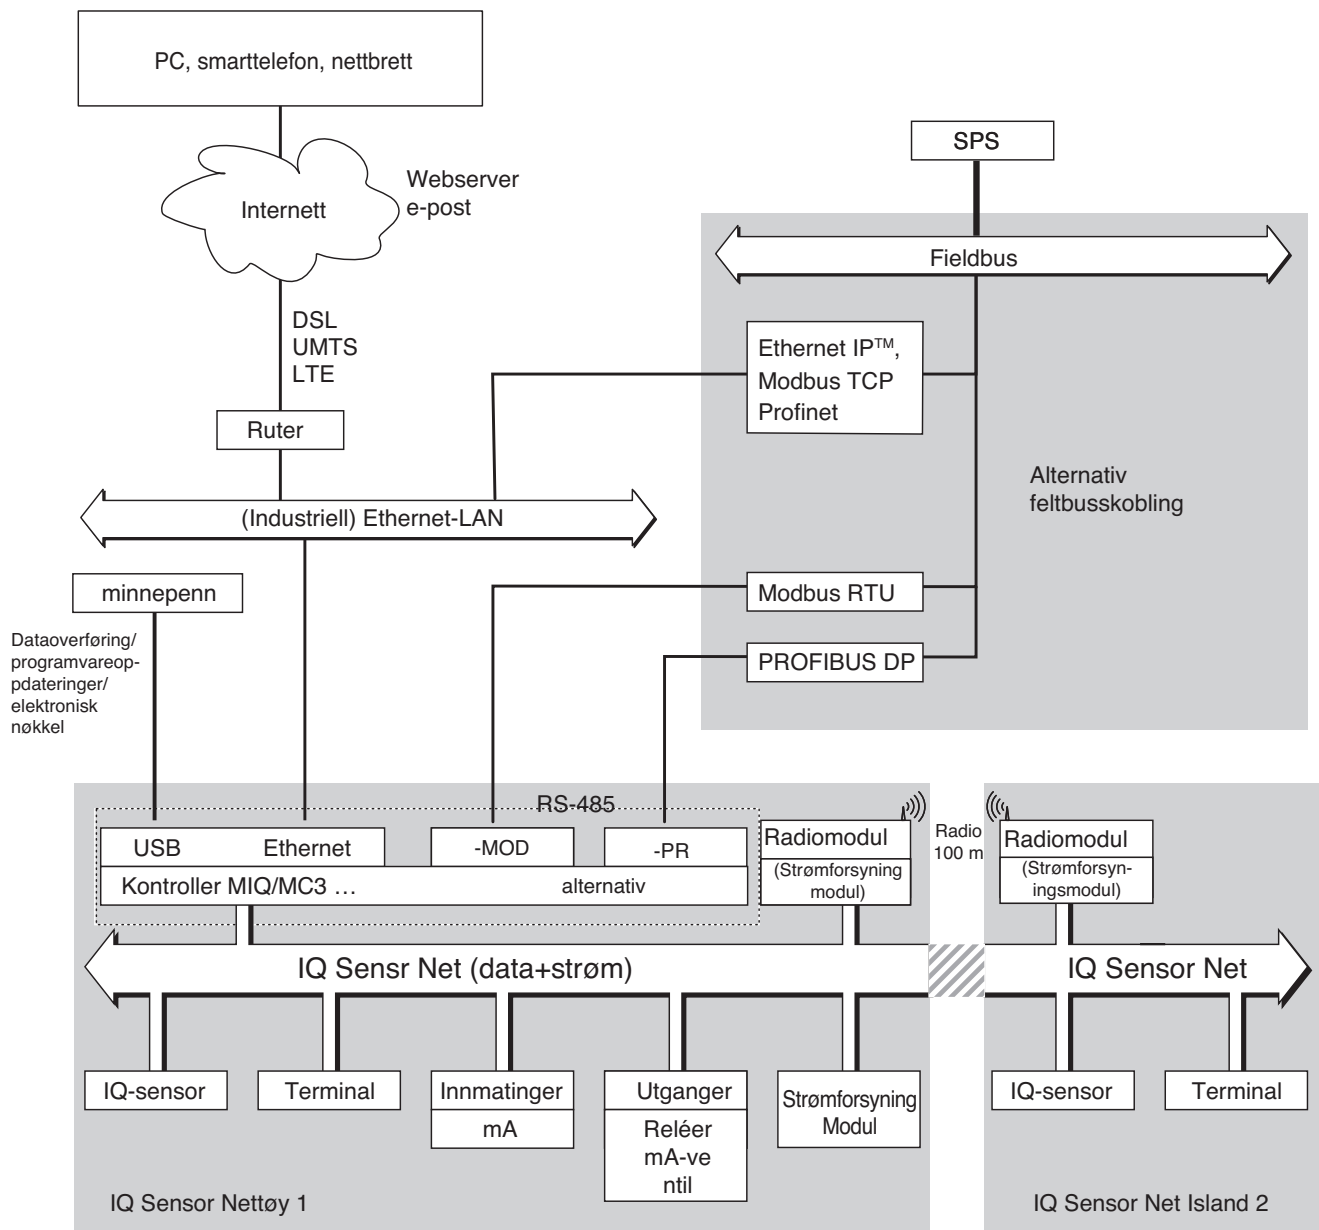 PC, smarttelefon, nettbrett
Webserver
e-post
Internett
DSL
UMTS
LTE
Ruter
(Industriell) Ethernet-LAN
minnepenn
Dataoverføring/
programvareop-
pdateringer/
elektronisk
nøkkel
SPS
Fieldbus
Ethernet IP™,
Modbus TCP
Profinet
Alternativ
feltbusskobling
Modbus RTU
PROFIBUS DP
RS-485
USB
Ethernet
-MOD
-PR
Kontroller MIQ/MC3 …
alternativ
Radiomodul
(Strømforsyning
modul)
Radio
100 m
Radiomodul
(Strømforsyn-
ingsmodul)
IQ Sensr Net (data+strøm)
IQ Sensor Net
IQ-sensor
Terminal
Innmatinger
mA
Utganger
Reléer
mA-ve
ntil
Strømforsyning
Modul
IQ-sensor
Terminal
IQ Sensor Nettøy 1
IQ Sensor Net Island 2